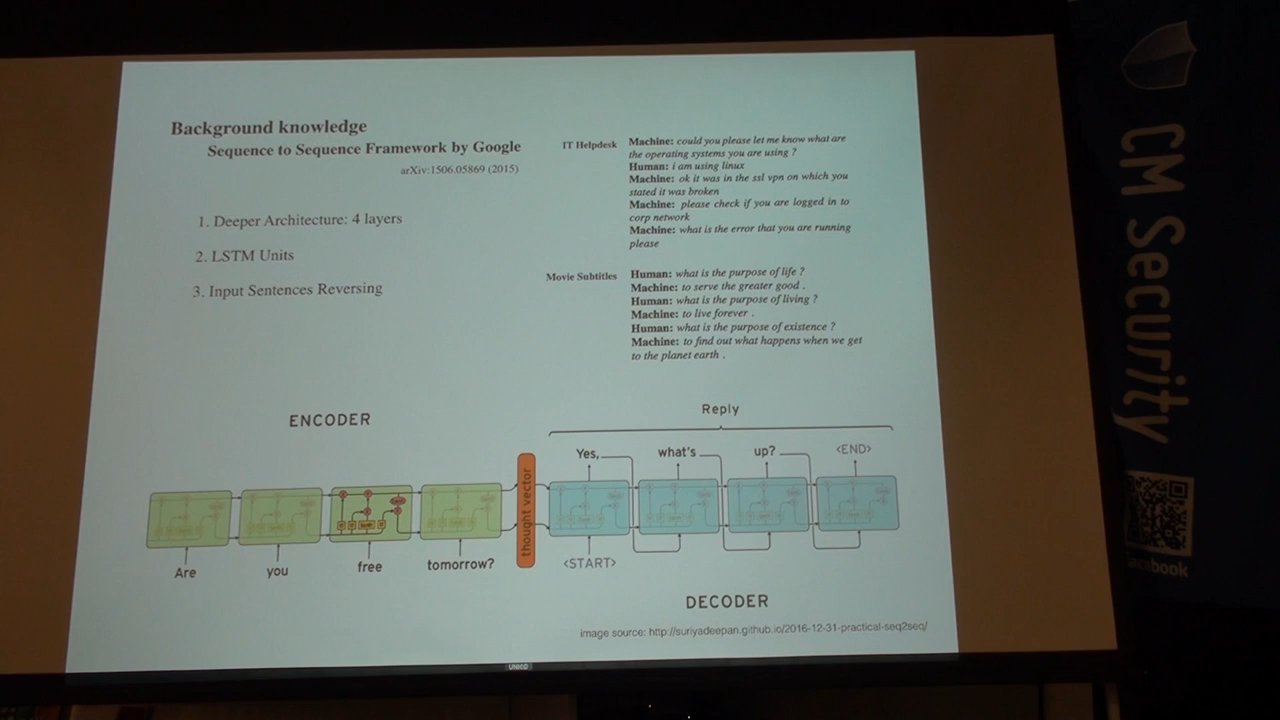 Background knowledge
Sequence to Sequence Framework by Google
arXiv:1506.05869 (2015)
1. Deeper Architecture: 4 layers
2. LSTM Units
3. Input Sentences Reversing
IT Helpdesk
Machine: could you please let me know what are
the operating systems you are using ?
Human: i am using linux
Machine: ok it was in the ssl vpn on which you
stated it was broken
Machine: please check if you are logged in to
corp network
Machine: what is the error that you are running
please
Movie Subtitles
Human: what is the purpose of life ?
Machine: to serve the greater good .
Human: what is the purpose of living ?
Machine: to live forever .
Human: what is the purpose of existence ?
Machine: to find out what happens when we get
to the planet earth .
ENCODER
Reply
Yes, what's up? <END>
thought vector
Are you free tomorrow? <START>
DECODER
image source: http://suriyadeepan.github.io/2016-12-31-practical-seq2seq/
CM Security